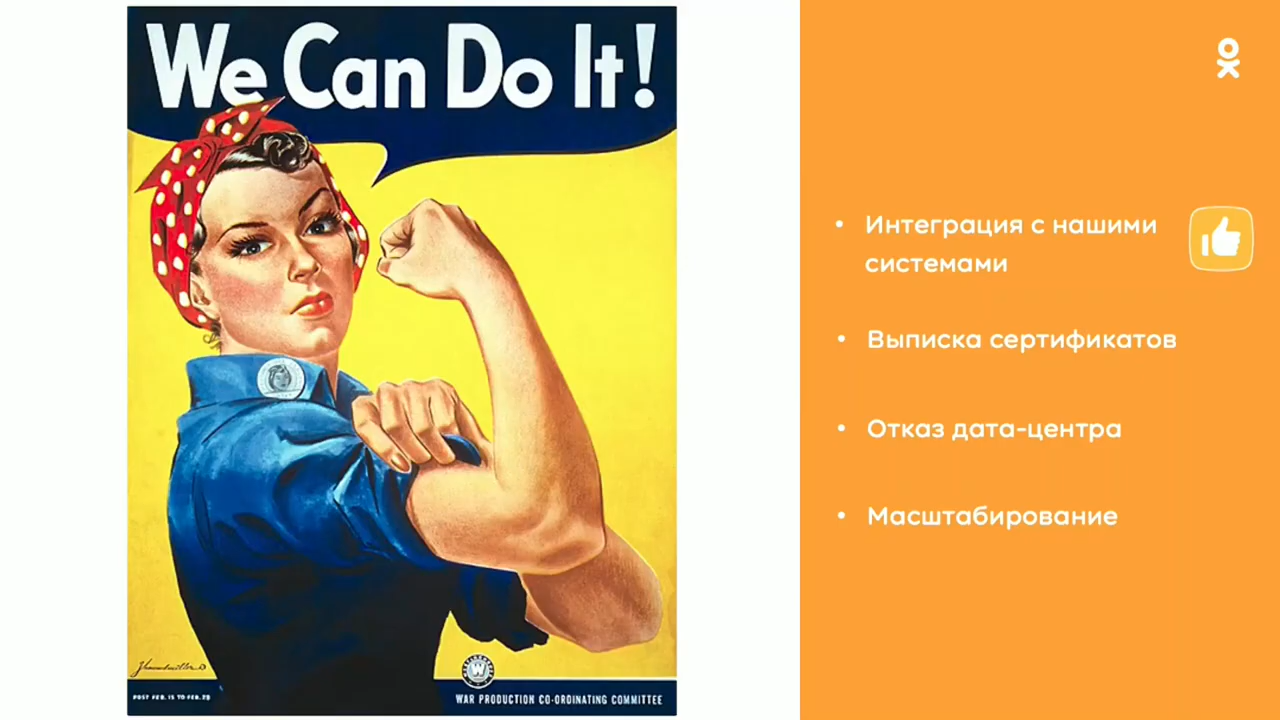 We Can Do It!
POST FEB. 15 TO FEB. 28
WAR PRODUCTION CO-ORDINATING COMMITTEE
• Интеграция с нашими
системами
• Выписка сертификатов
• Отказ дата-центра
• Масштабирование